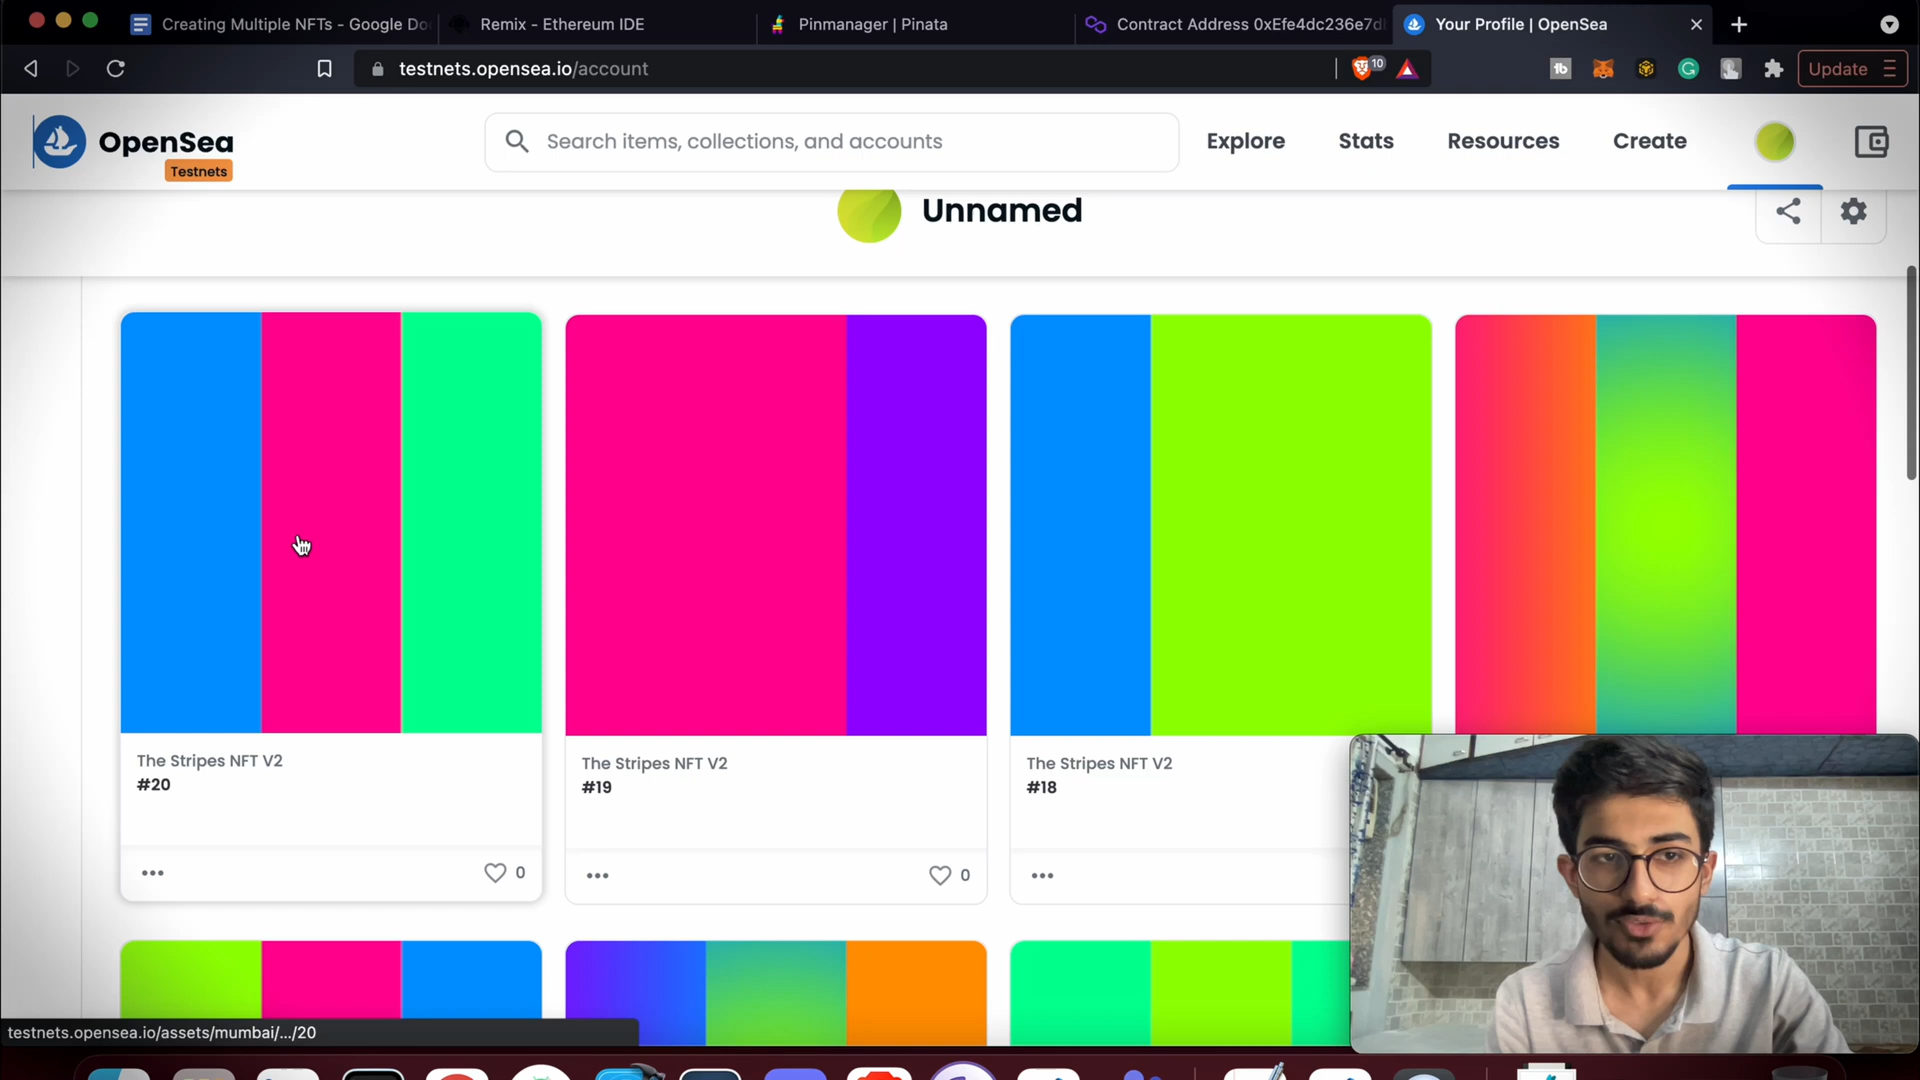 Creating Multiple NFTs - Google Do
Remix - Ethereum IDE
Pinmanager | Pinata
Contract Address 0xEfe4dc236e7d
Your Profile | OpenSea
testnets.opensea.io/account
10
tb
G
Update
OpenSea
Testnets
Search items, collections, and accounts
Explore
Stats
Resources
Create
Unnamed
The Stripes NFT V2
#20
0
The Stripes NFT V2
#19
0
The Stripes NFT V2
#18
testnets.opensea.io/assets/mumbai/.../20